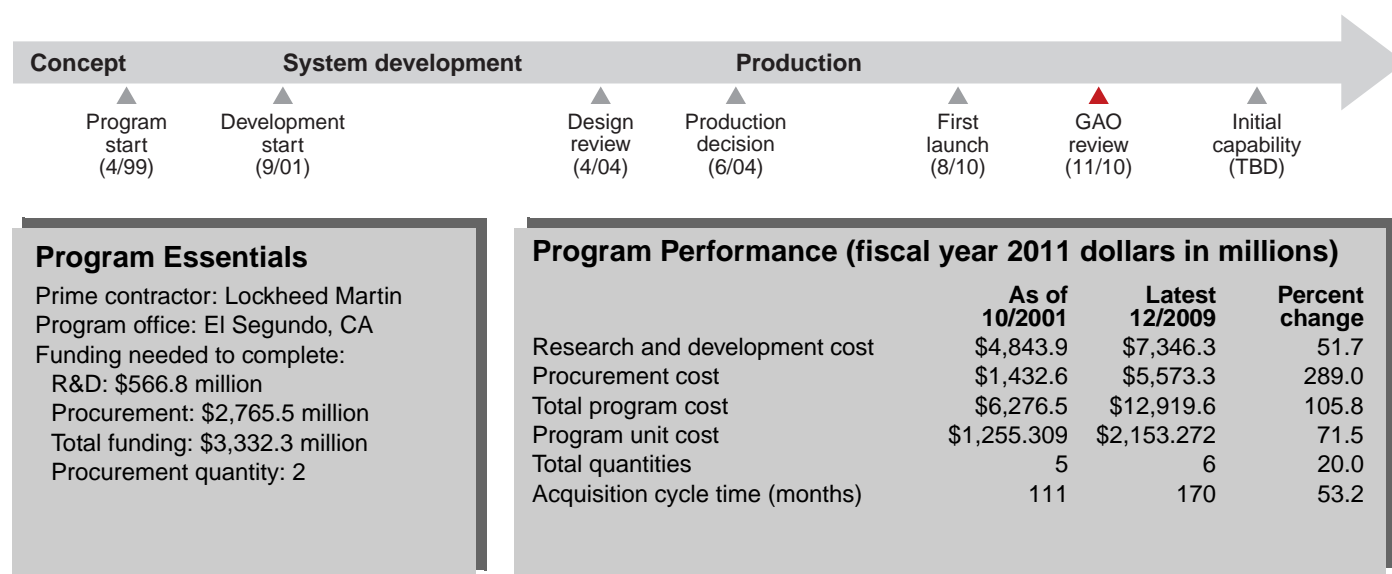 Concept System development Production
Program start (4/99)
Development start (9/01)
Design review (4/04)
Production decision (6/04)
First launch (8/10)
GAO review (11/10)
Initial capability (TBD)
Program Essentials
Prime contractor: Lockheed Martin
Program office: El Segundo, CA
Funding needed to complete:
R&D: $566.8 million
Procurement: $2,765.5 million
Total funding: $3,332.3 million
Procurement quantity: 2
Program Performance (fiscal year 2011 dollars in millions)
As of 10/2001 Latest 12/2009 Percent change
Research and development cost $4,843.9 $7,346.3 51.7
Procurement cost $1,432.6 $5,573.3 289.0
Total program cost $6,276.5 $12,919.6 105.8
Program unit cost $1,255.309 $2,153.272 71.5
Total quantities 5 6 20.0
Acquisition cycle time (months) 111 170 53.2